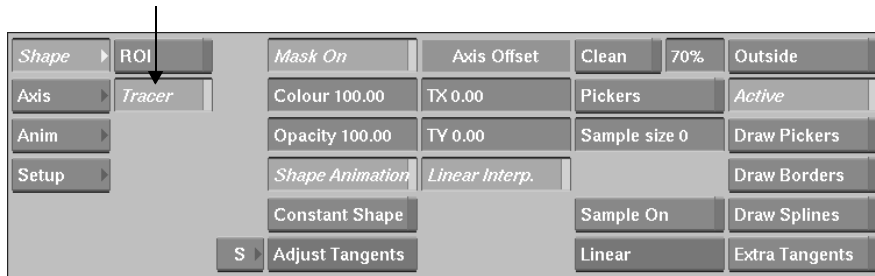 Shape ROI Mask On Axis Offset Clean 70% Outside
Axis Tracer Colour 100.00 TX 0.00 Pickers Active
Anim Opacity 100.00 TY 0.00 Sample size 0 Draw Pickers
Setup Shape Animation Linear Interp. Draw Borders
Constant Shape Sample On Draw Splines
S Adjust Tangents Linear Extra Tangents